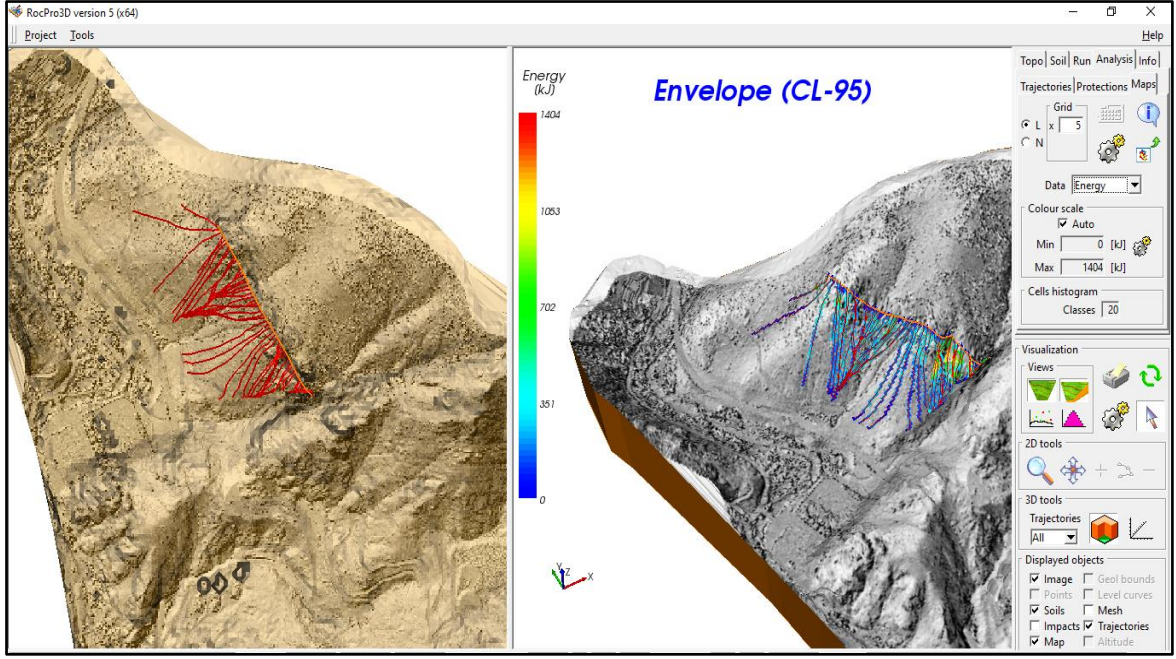 RocPro3D version 5 (x64)
Project Tools
Help
Energy
(kJ)
1404
1053
702
351
0
Envelope (CL-95)
Y
Z
X
Topo Soil Run Analysis Info
Trajectories Protections Maps
Grid
L x 5
N
Data Energy
Colour scale
Auto
Min 0 [kJ]
Max 1404 [kJ]
Cells histogram
Classes 20
Visualization
Views
2D tools
3D tools
Trajectories
All
Displayed objects
Image Geol bounds
Points Level curves
Soils Mesh
Impacts Trajectories
Map Altitude